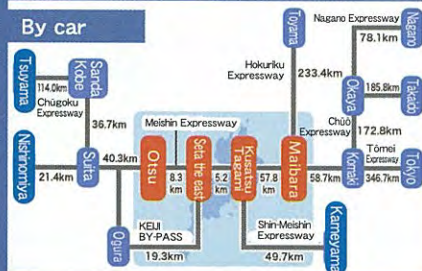 By car
Nagano Expressway
78.1km
Nagano
Toyama
Hokuriku
Expressway
233.4km
Okaya
185.8km
Takaido
Tsuyama
114.0km
Sanda
Kobe
Chūgoku
Expressway
36.7km
Chūō
Expressway
172.8km
Meishin Expressway
Nishinomiya
21.4km
Suita
40.3km
Otsu
8.3
km
Seta the east
5.2
km
Kusatsu
Tagami
57.8
km
Maibara
58.7km
Komaki
Tōmei
Expressway
346.7km
Tokyo
Ogura
KEIJI
BY-PASS
19.3km
Shin-Meishin
Expressway
49.7km
Kameyama